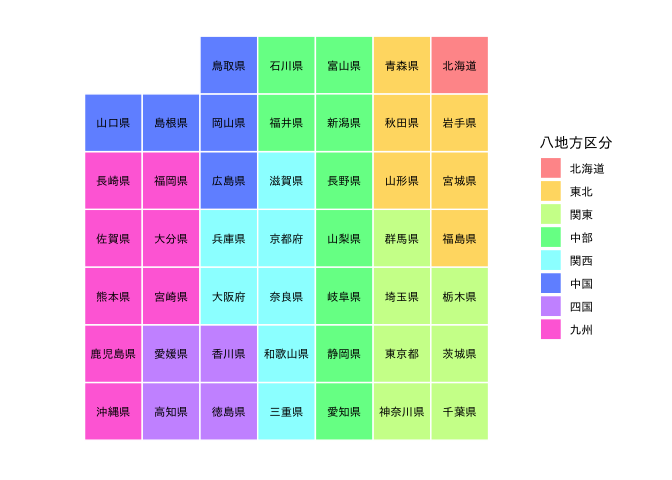 鳥取県 石川県 富山県 青森県 北海道
山口県 島根県 岡山県 福井県 新潟県 秋田県 岩手県
長崎県 福岡県 広島県 滋賀県 長野県 山形県 宮城県
佐賀県 大分県 兵庫県 京都府 山梨県 群馬県 福島県
熊本県 宮崎県 大阪府 奈良県 岐阜県 埼玉県 栃木県
鹿児島県 愛媛県 香川県 和歌山県 静岡県 東京都 茨城県
沖縄県 高知県 徳島県 三重県 愛知県 神奈川県 千葉県
八地方区分
北海道
東北
関東
中部
関西
中国
四国
九州